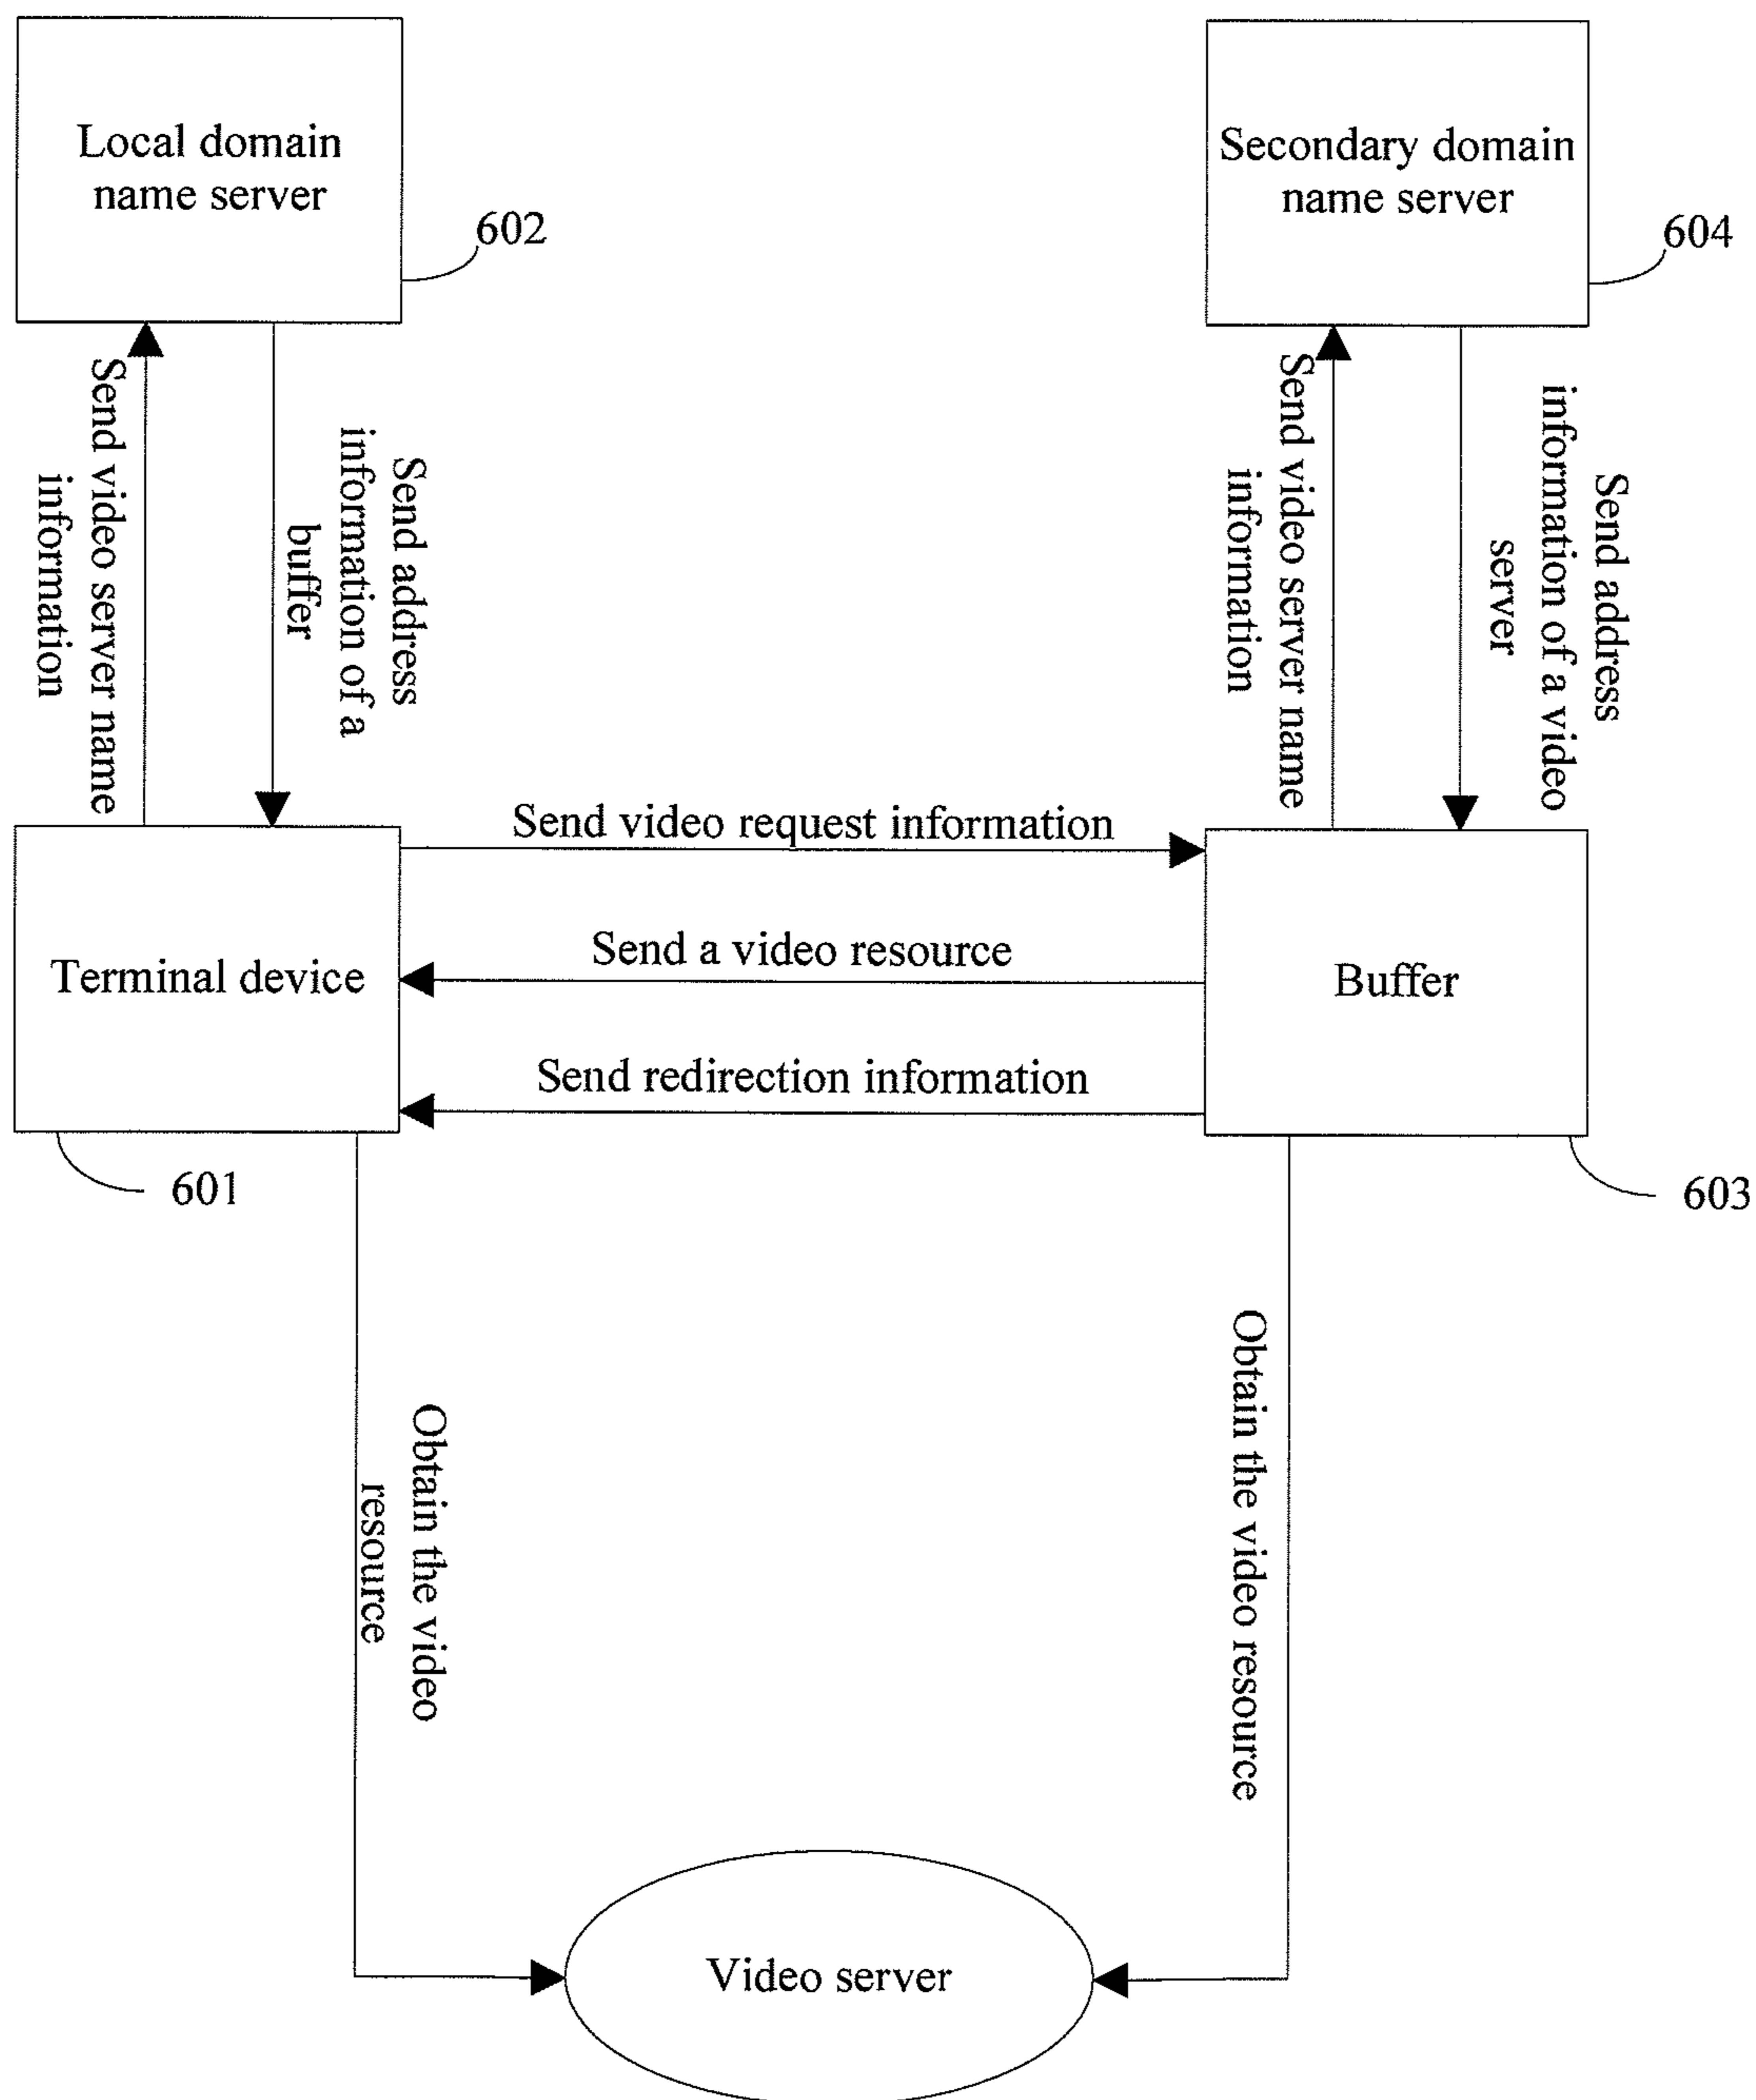 Local domain
name server
602
Secondary domain
name server
604
Send video server name
information
Send address
information of a
buffer
Send video server name
information
Send address
information of a video
server
Send video request information
Terminal device
Send a video resource
Buffer
Send redirection information
601
603
Obtain the video
resource
Obtain the video resource
Video server